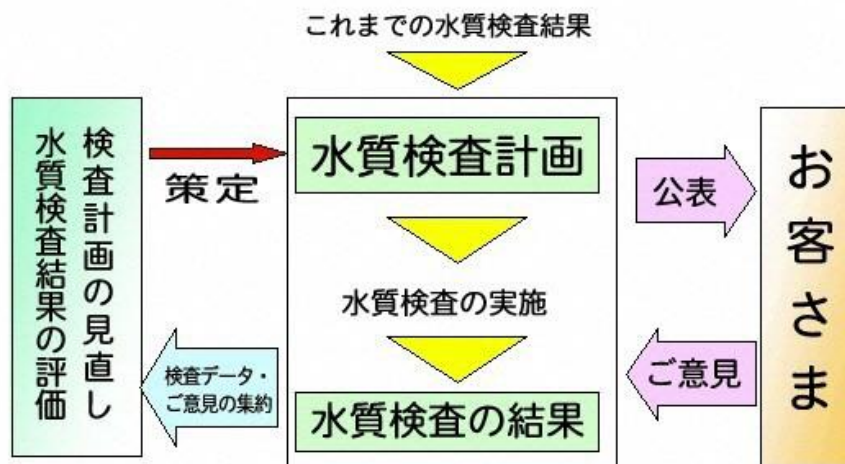 これまでの水質検査結果
検査計画の見直し
水質検査結果の評価
策定
水質検査計画
公表
お客さま
水質検査の実施
ご意見
検査データ・
ご意見の集約
水質検査の結果